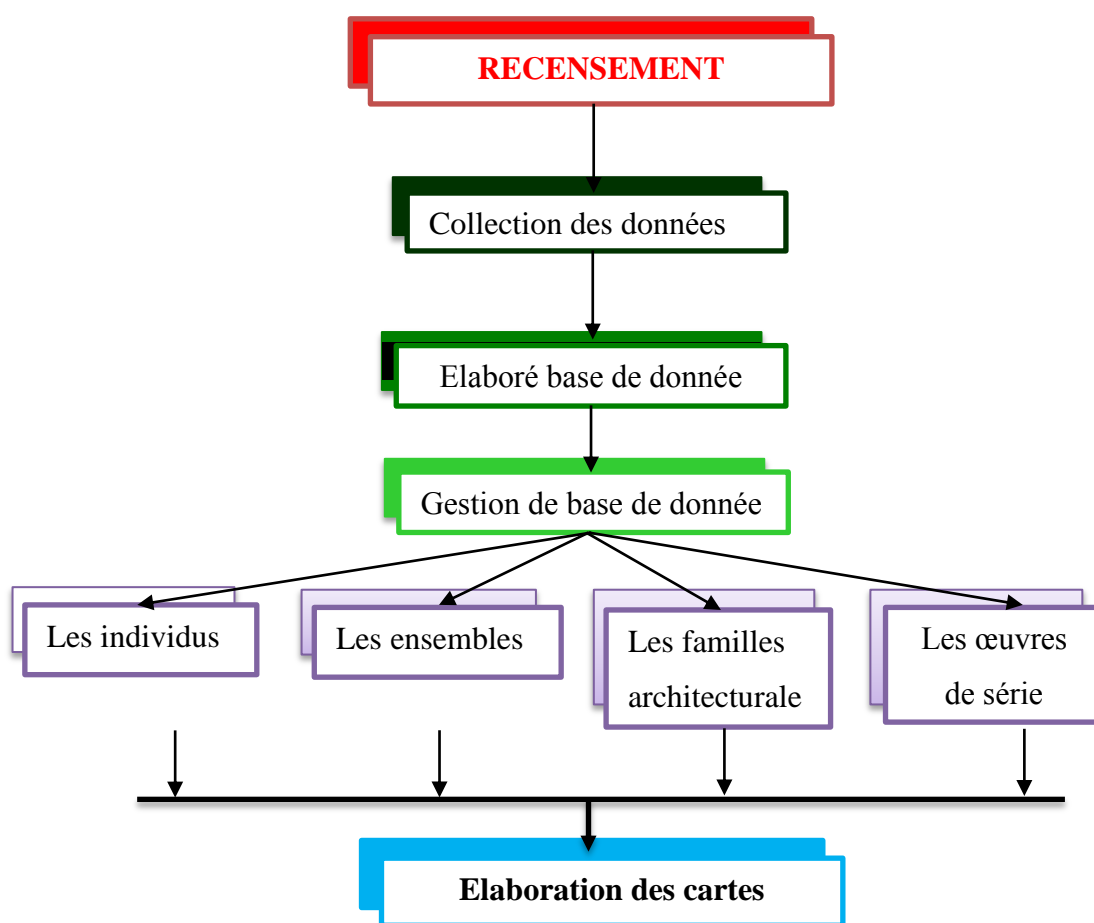 RECENSEMENT
Collection des données
Elaboré base de donnée
Gestion de base de donnée
Les individus
Les ensembles
Les familles
architecturale
Les œuvres
de série
Elaboration des cartes